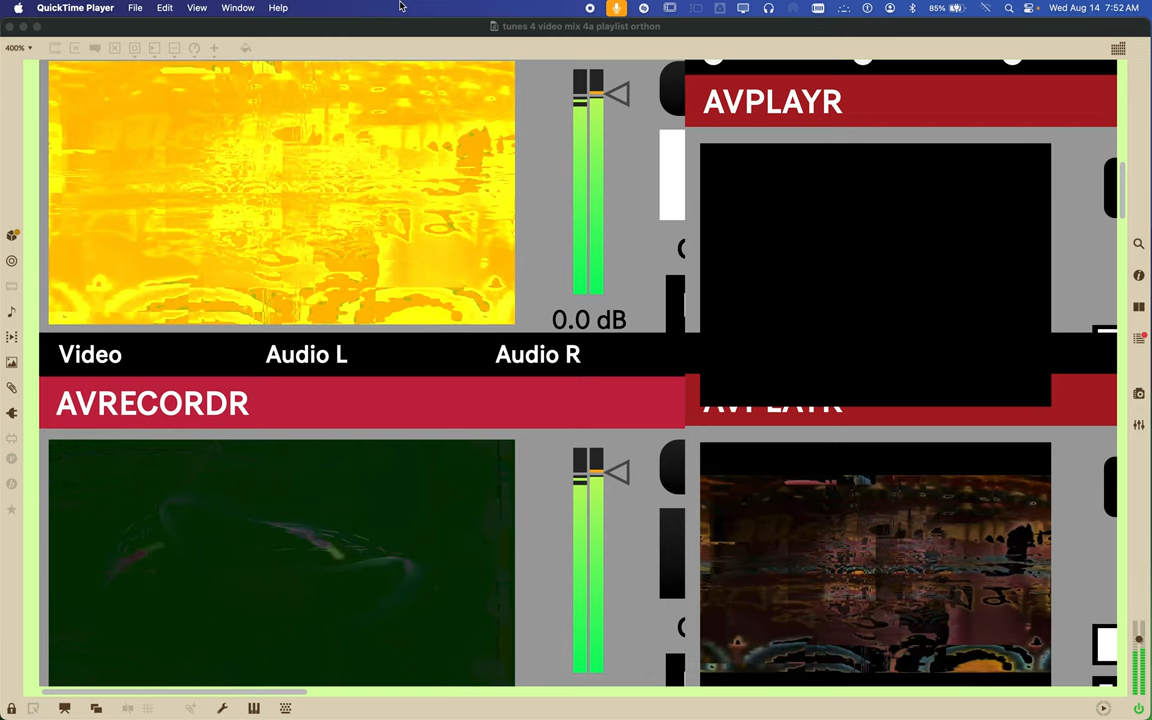 QuickTime Player File Edit View Window Help 85% Wed Aug 14 7:52 AM
tunes 4 video mix 4a playlist orthon
400%
AVPLAYR
0.0 dB
Video Audio L Audio R
AVRECORDR
AVPLAYR